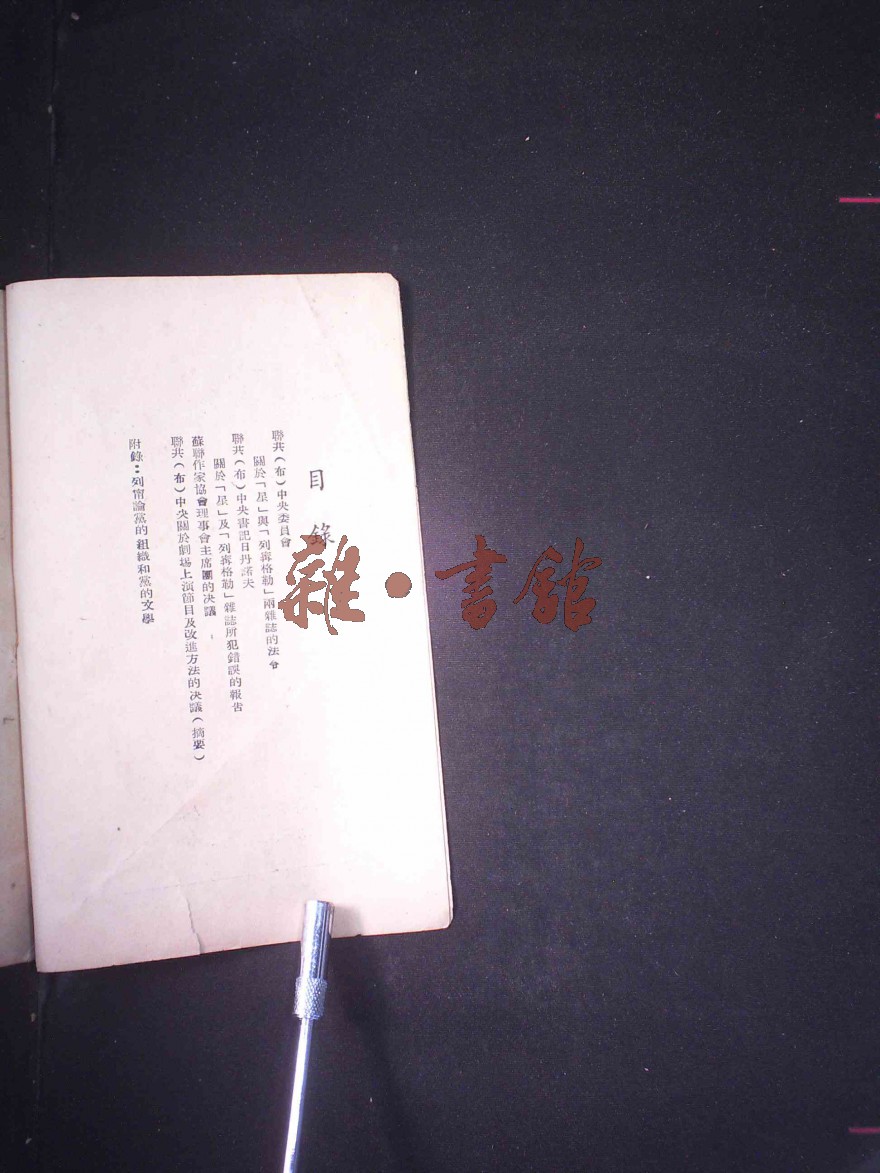 目錄
聯共(布)中央委員會
關於「星」與「列寗格勒」兩雜誌的法令
聯共(布)中央書記日丹諾夫
關於「星」及「列寗格勒」雜誌所犯錯誤的報告
蘇聯作家協會理事會主席團的決議
聯共(布)中央關於劇場上演節目及改進方法的決議(摘要)
附錄:列甯論黨的組織和黨的文學
雜·書館